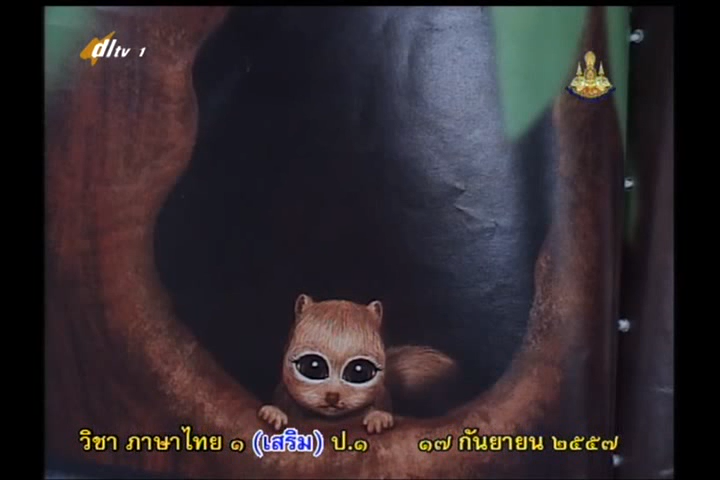 dltv 1
วิชา ภาษาไทย ๑ (เสริม) ป.๑ ๑๗ กันยายน ๒๕๕๗